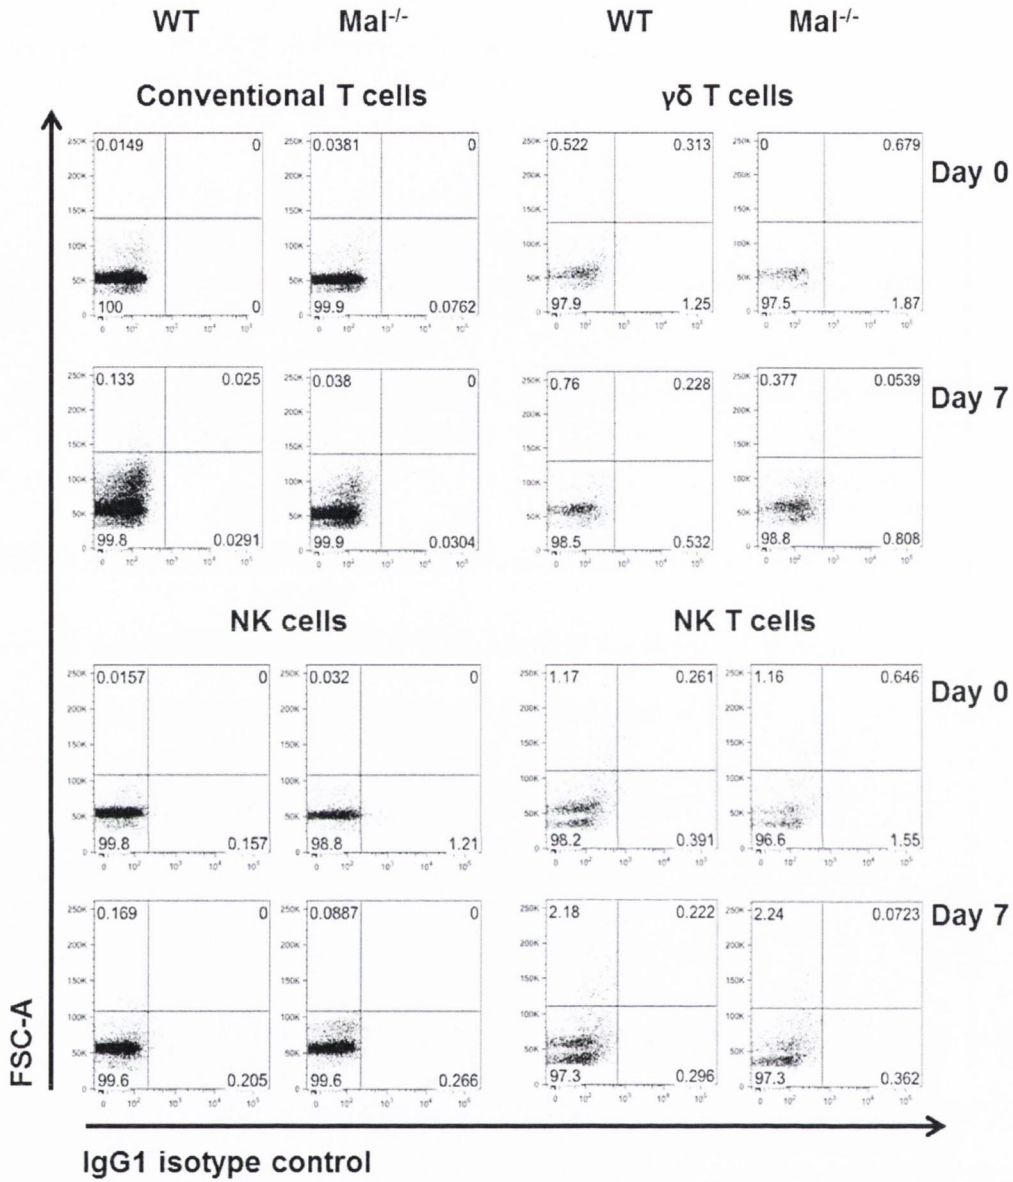 WT Mal-/- WT Mal-/-
Conventional T cells γδ T cells
0.0149 0 0.0381 0 0.522 0.313 0 0.679
Day 0
100 0 99.9 0.0762 97.9 1.25 97.5 1.87
0.133 0.025 0.038 0 0.76 0.228 0.377 0.0539
Day 7
99.8 0.0291 99.9 0.0304 98.5 0.532 98.8 0.808
NK cells NK T cells
0.0157 0 0.032 0 1.17 0.261 1.16 0.646
Day 0
99.8 0.157 98.8 1.21 98.2 0.391 96.6 1.55
0.169 0 0.0887 0 2.18 0.222 2.24 0.0723
Day 7
99.6 0.205 99.6 0.266 97.3 0.296 97.3 0.362
FSC-A
IgG1 isotype control